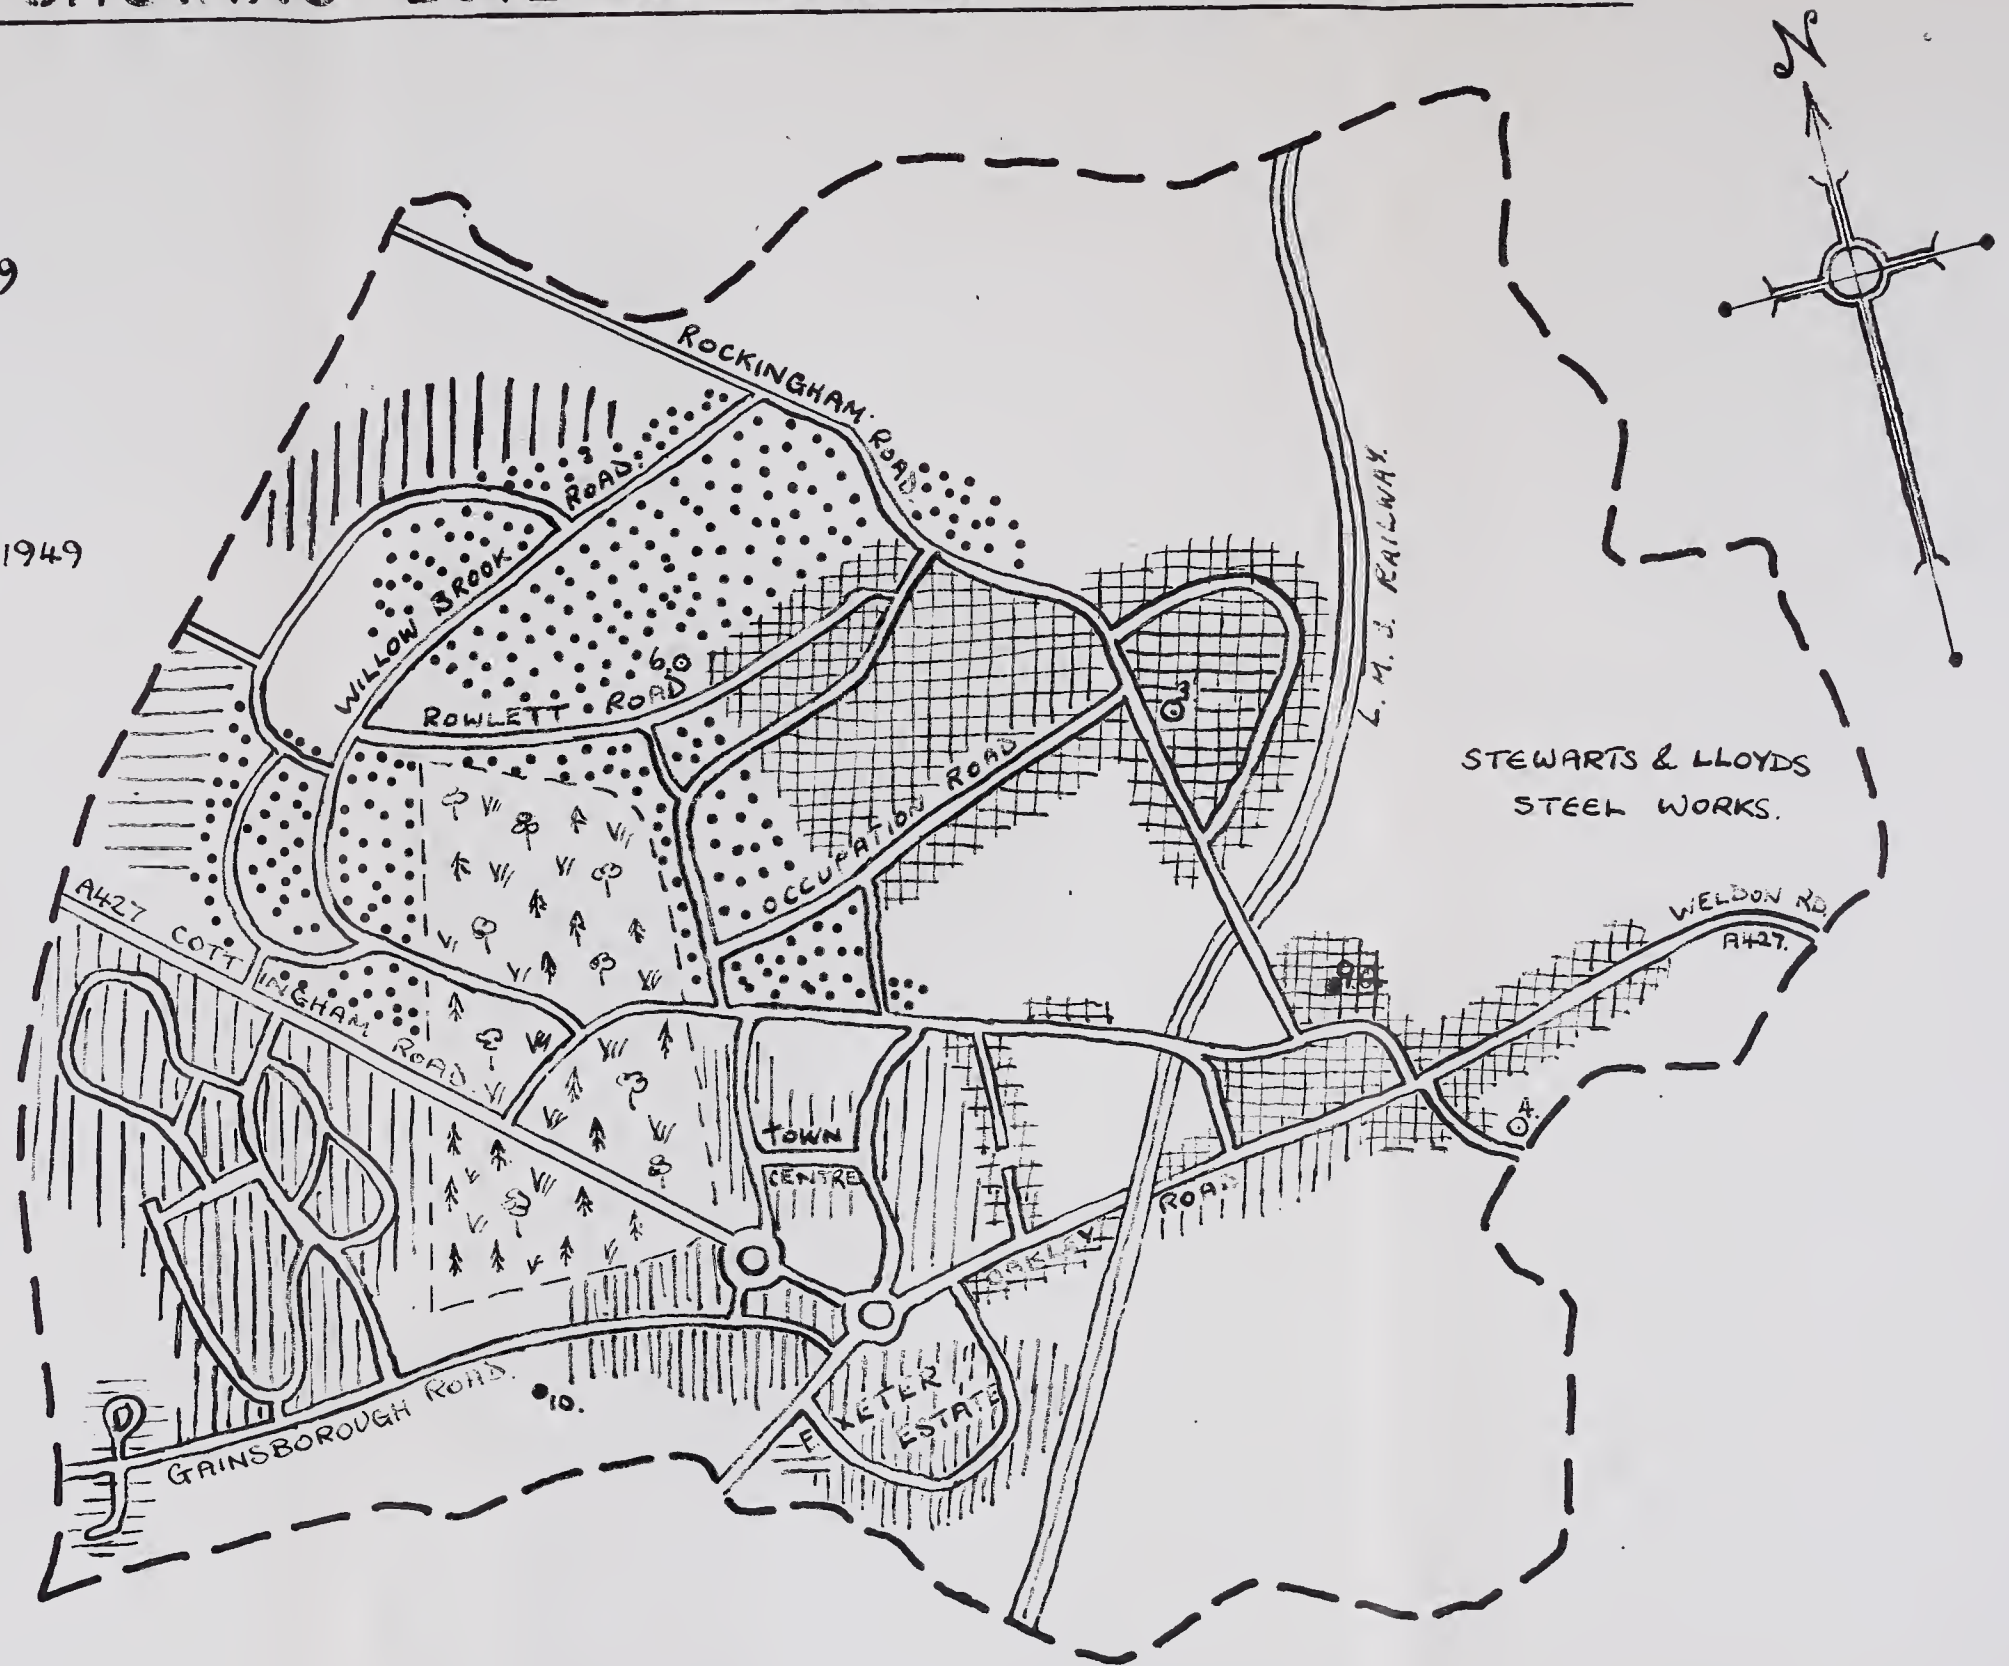 N
9
1949
ROCKINGHAM ROAD.
WILLOW BROOK ROAD.
6.
ROWLETT ROAD
3
OCCUPATION ROAD
L. M. S. RAILWAY.
STEWARTS & LLOYDS
STEEL WORKS.
A427
COTTINGHAM ROAD.
WELDON RD.
A427.
4.
TOWN
CENTRE
OAKLEY ROAD
EXETER
ESTATE
10.
GAINSBOROUGH ROAD.